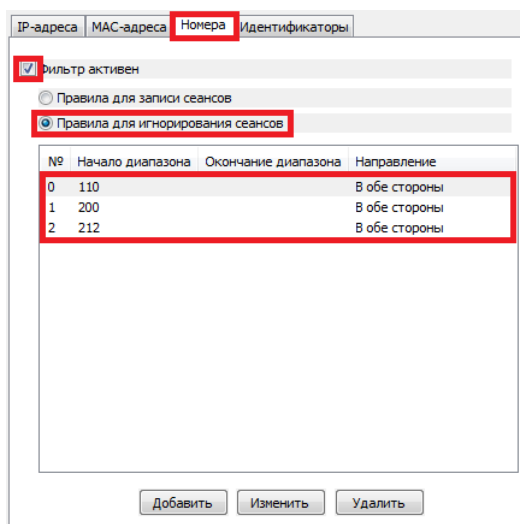 IP-адреса MAC-адреса Номера Идентификаторы
Фильтр активен
Правила для записи сеансов
Правила для игнорирования сеансов
№ Начало диапазона Окончание диапазона Направление
0 110 В обе стороны
1 200 В обе стороны
2 212 В обе стороны
Добавить Изменить Удалить